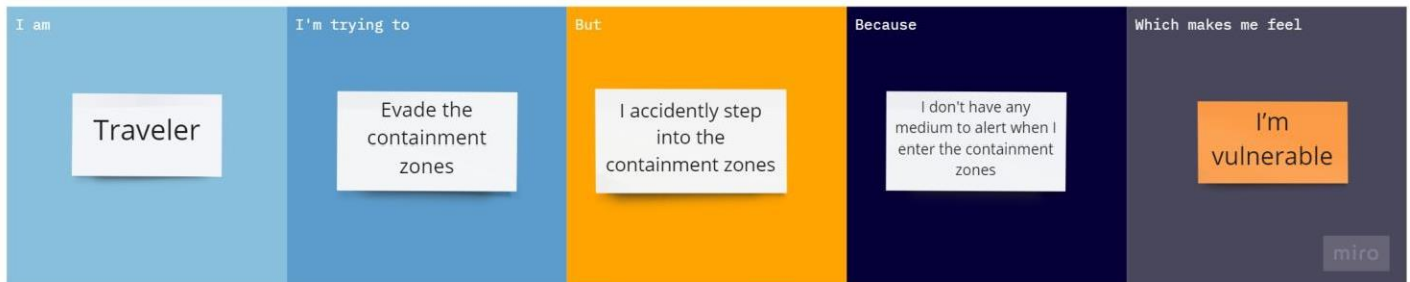 I am
Traveler
I'm trying to
Evade the
containment
zones
But
I accidently step
into the
containment zones
Because
I don't have any
medium to alert when I
enter the containment
zones
Which makes me feel
I’m
vulnerable
miro